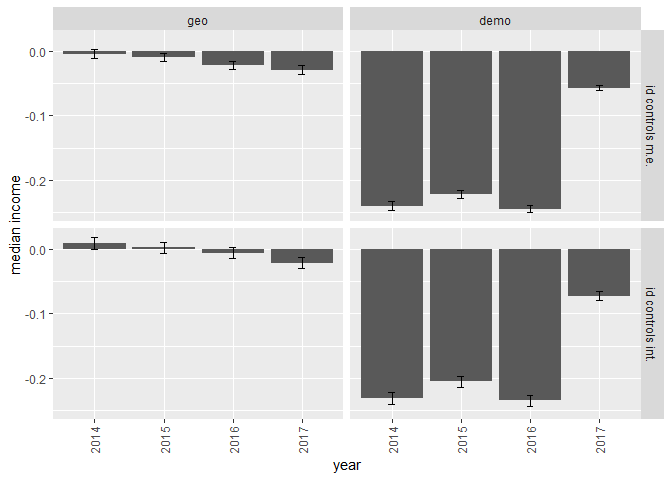 geo
demo
0.0
-0.1
-0.2
id controls m.e.
median income
0.0
-0.1
-0.2
id controls int.
2014
2015
2016
2017
2014
2015
2016
2017
year